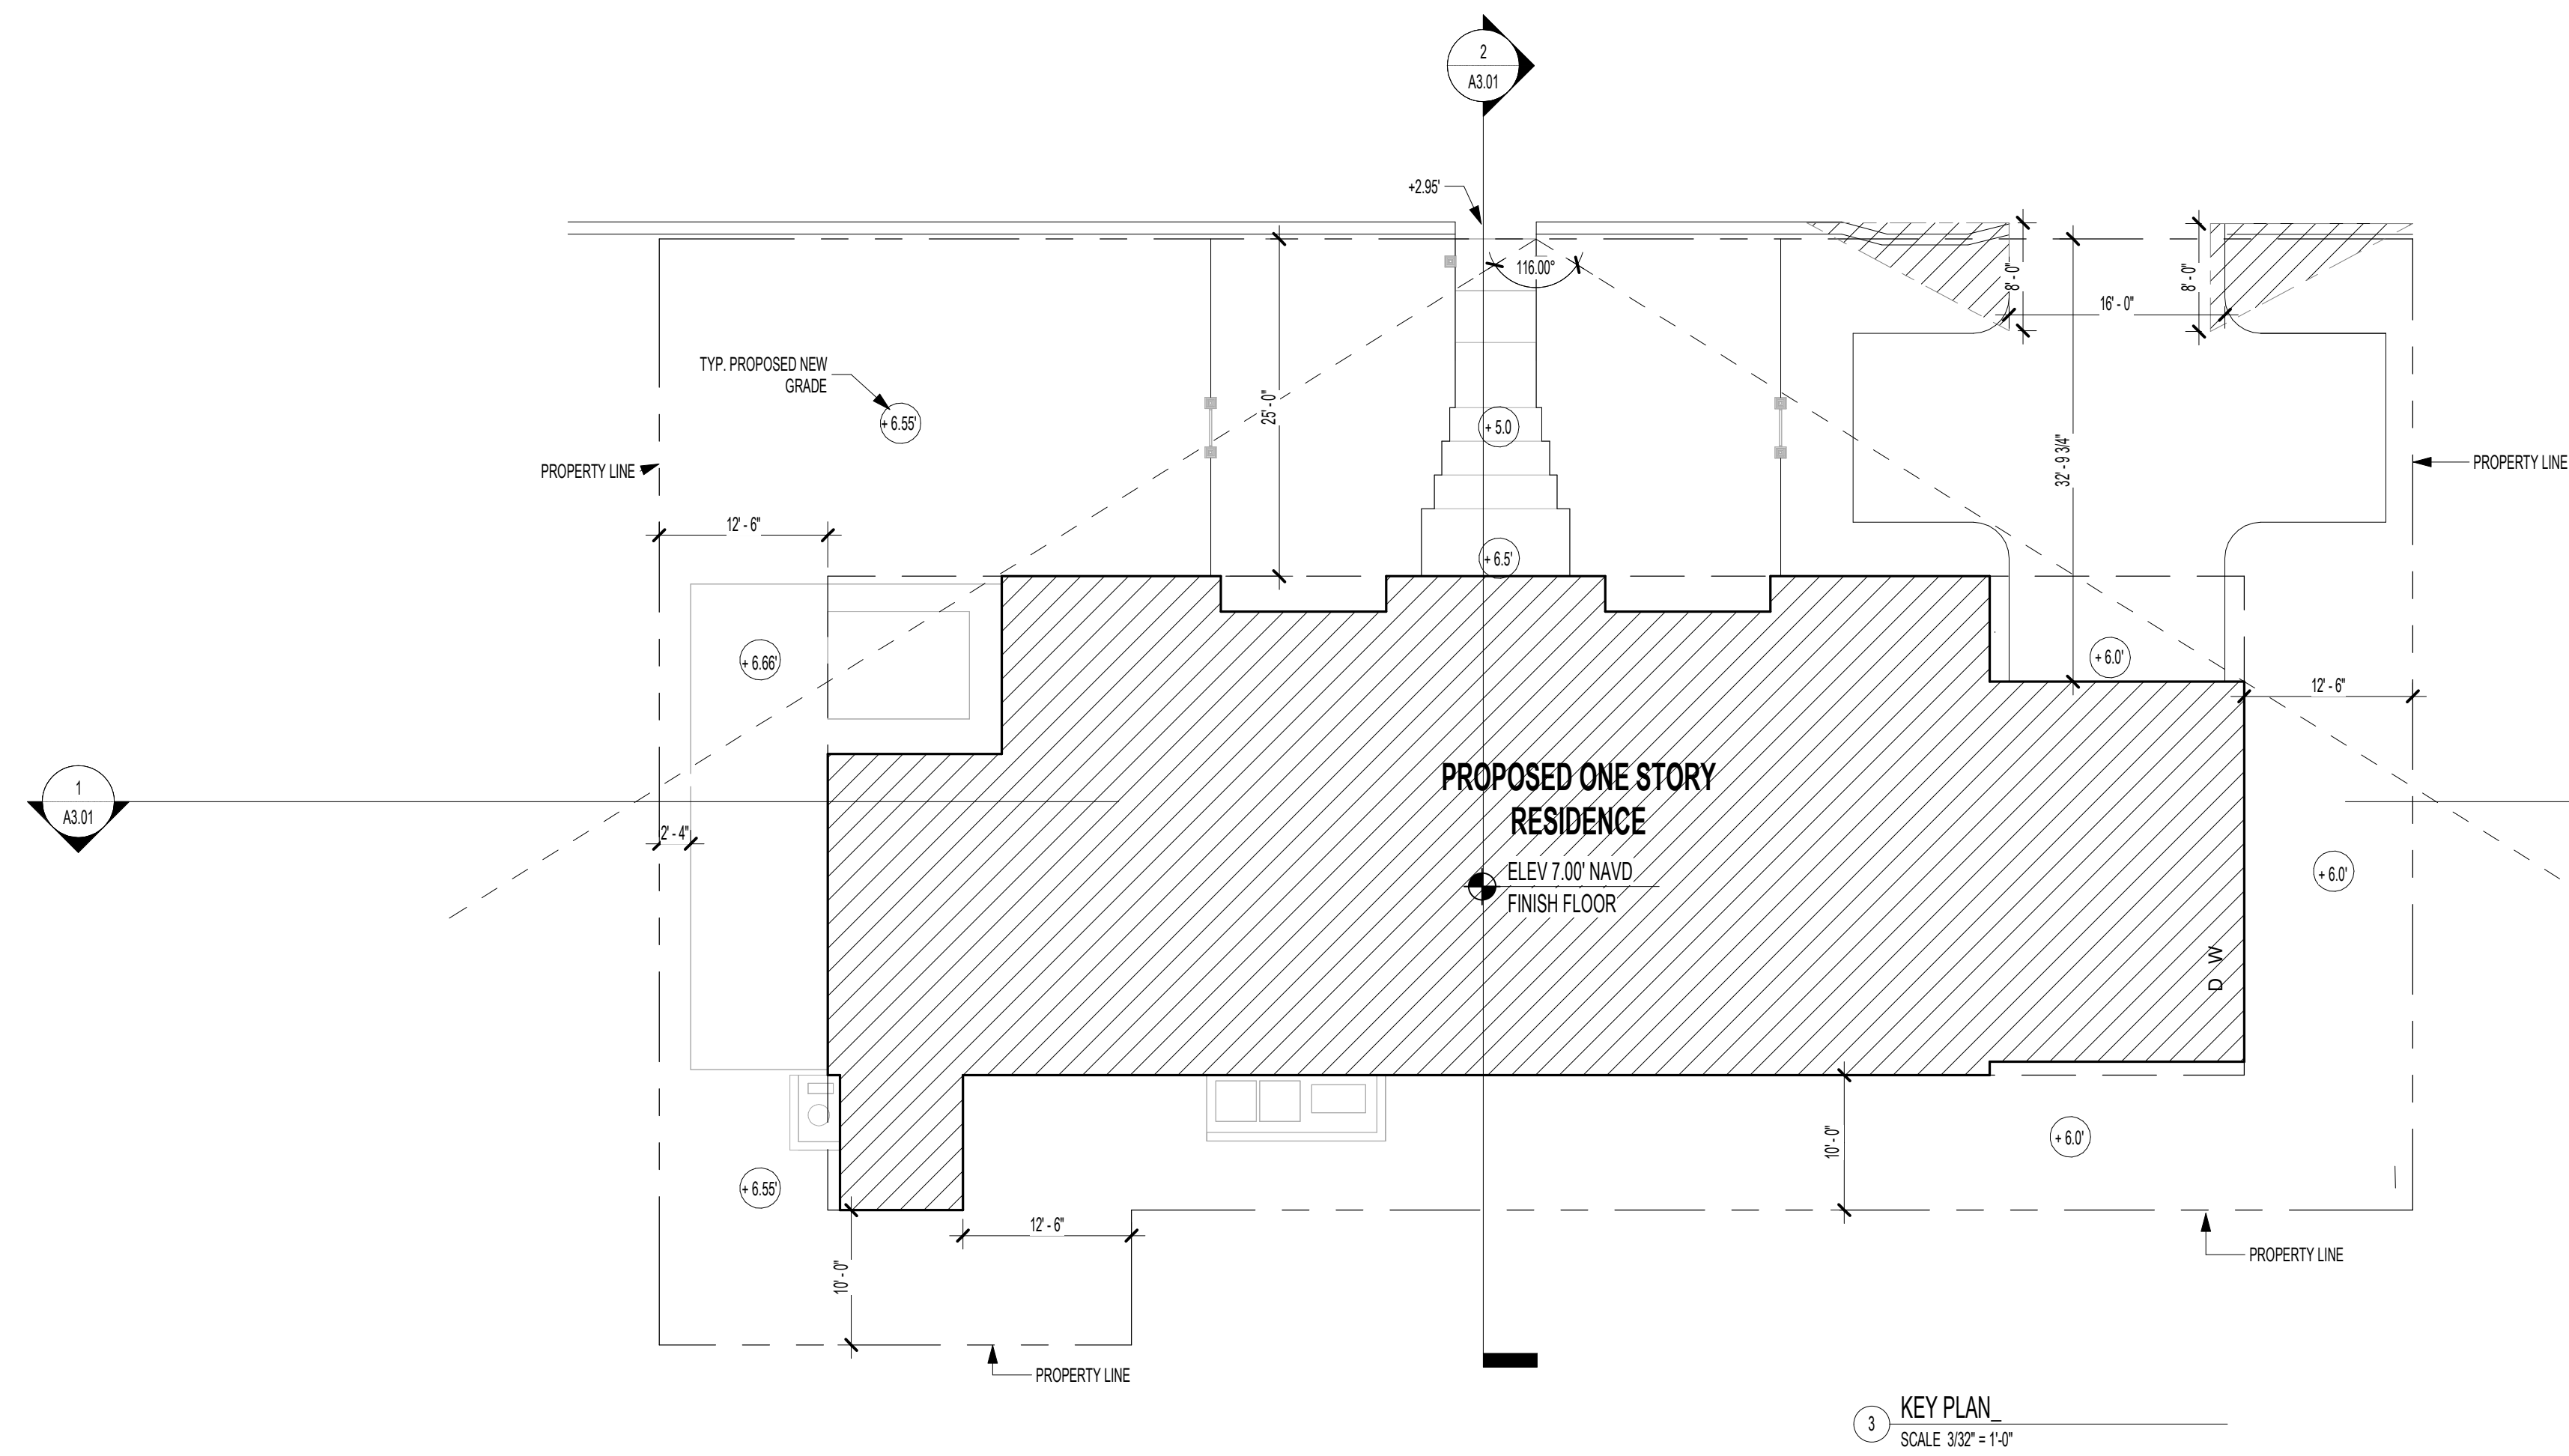 2
A3.01
+2.95'
116.00°
8' - 0"
8' - 0"
16' - 0"
TYP. PROPOSED NEW
GRADE
+ 6.55'
25' - 0"
+ 5.0
32' - 9 3/4"
PROPERTY LINE
PROPERTY LINE
12' - 6"
+ 6.5'
+ 6.66'
+ 6.0'
12' - 6"
1
A3.01
2' - 4"
PROPOSED ONE STORY
RESIDENCE
ELEV 7.00' NAVD
FINISH FLOOR
+ 6.0'
D W
10' - 0"
+ 6.0'
+ 6.55'
12' - 6"
10' - 0"
PROPERTY LINE
PROPERTY LINE
3
KEY PLAN_
SCALE 3/32" = 1'-0"